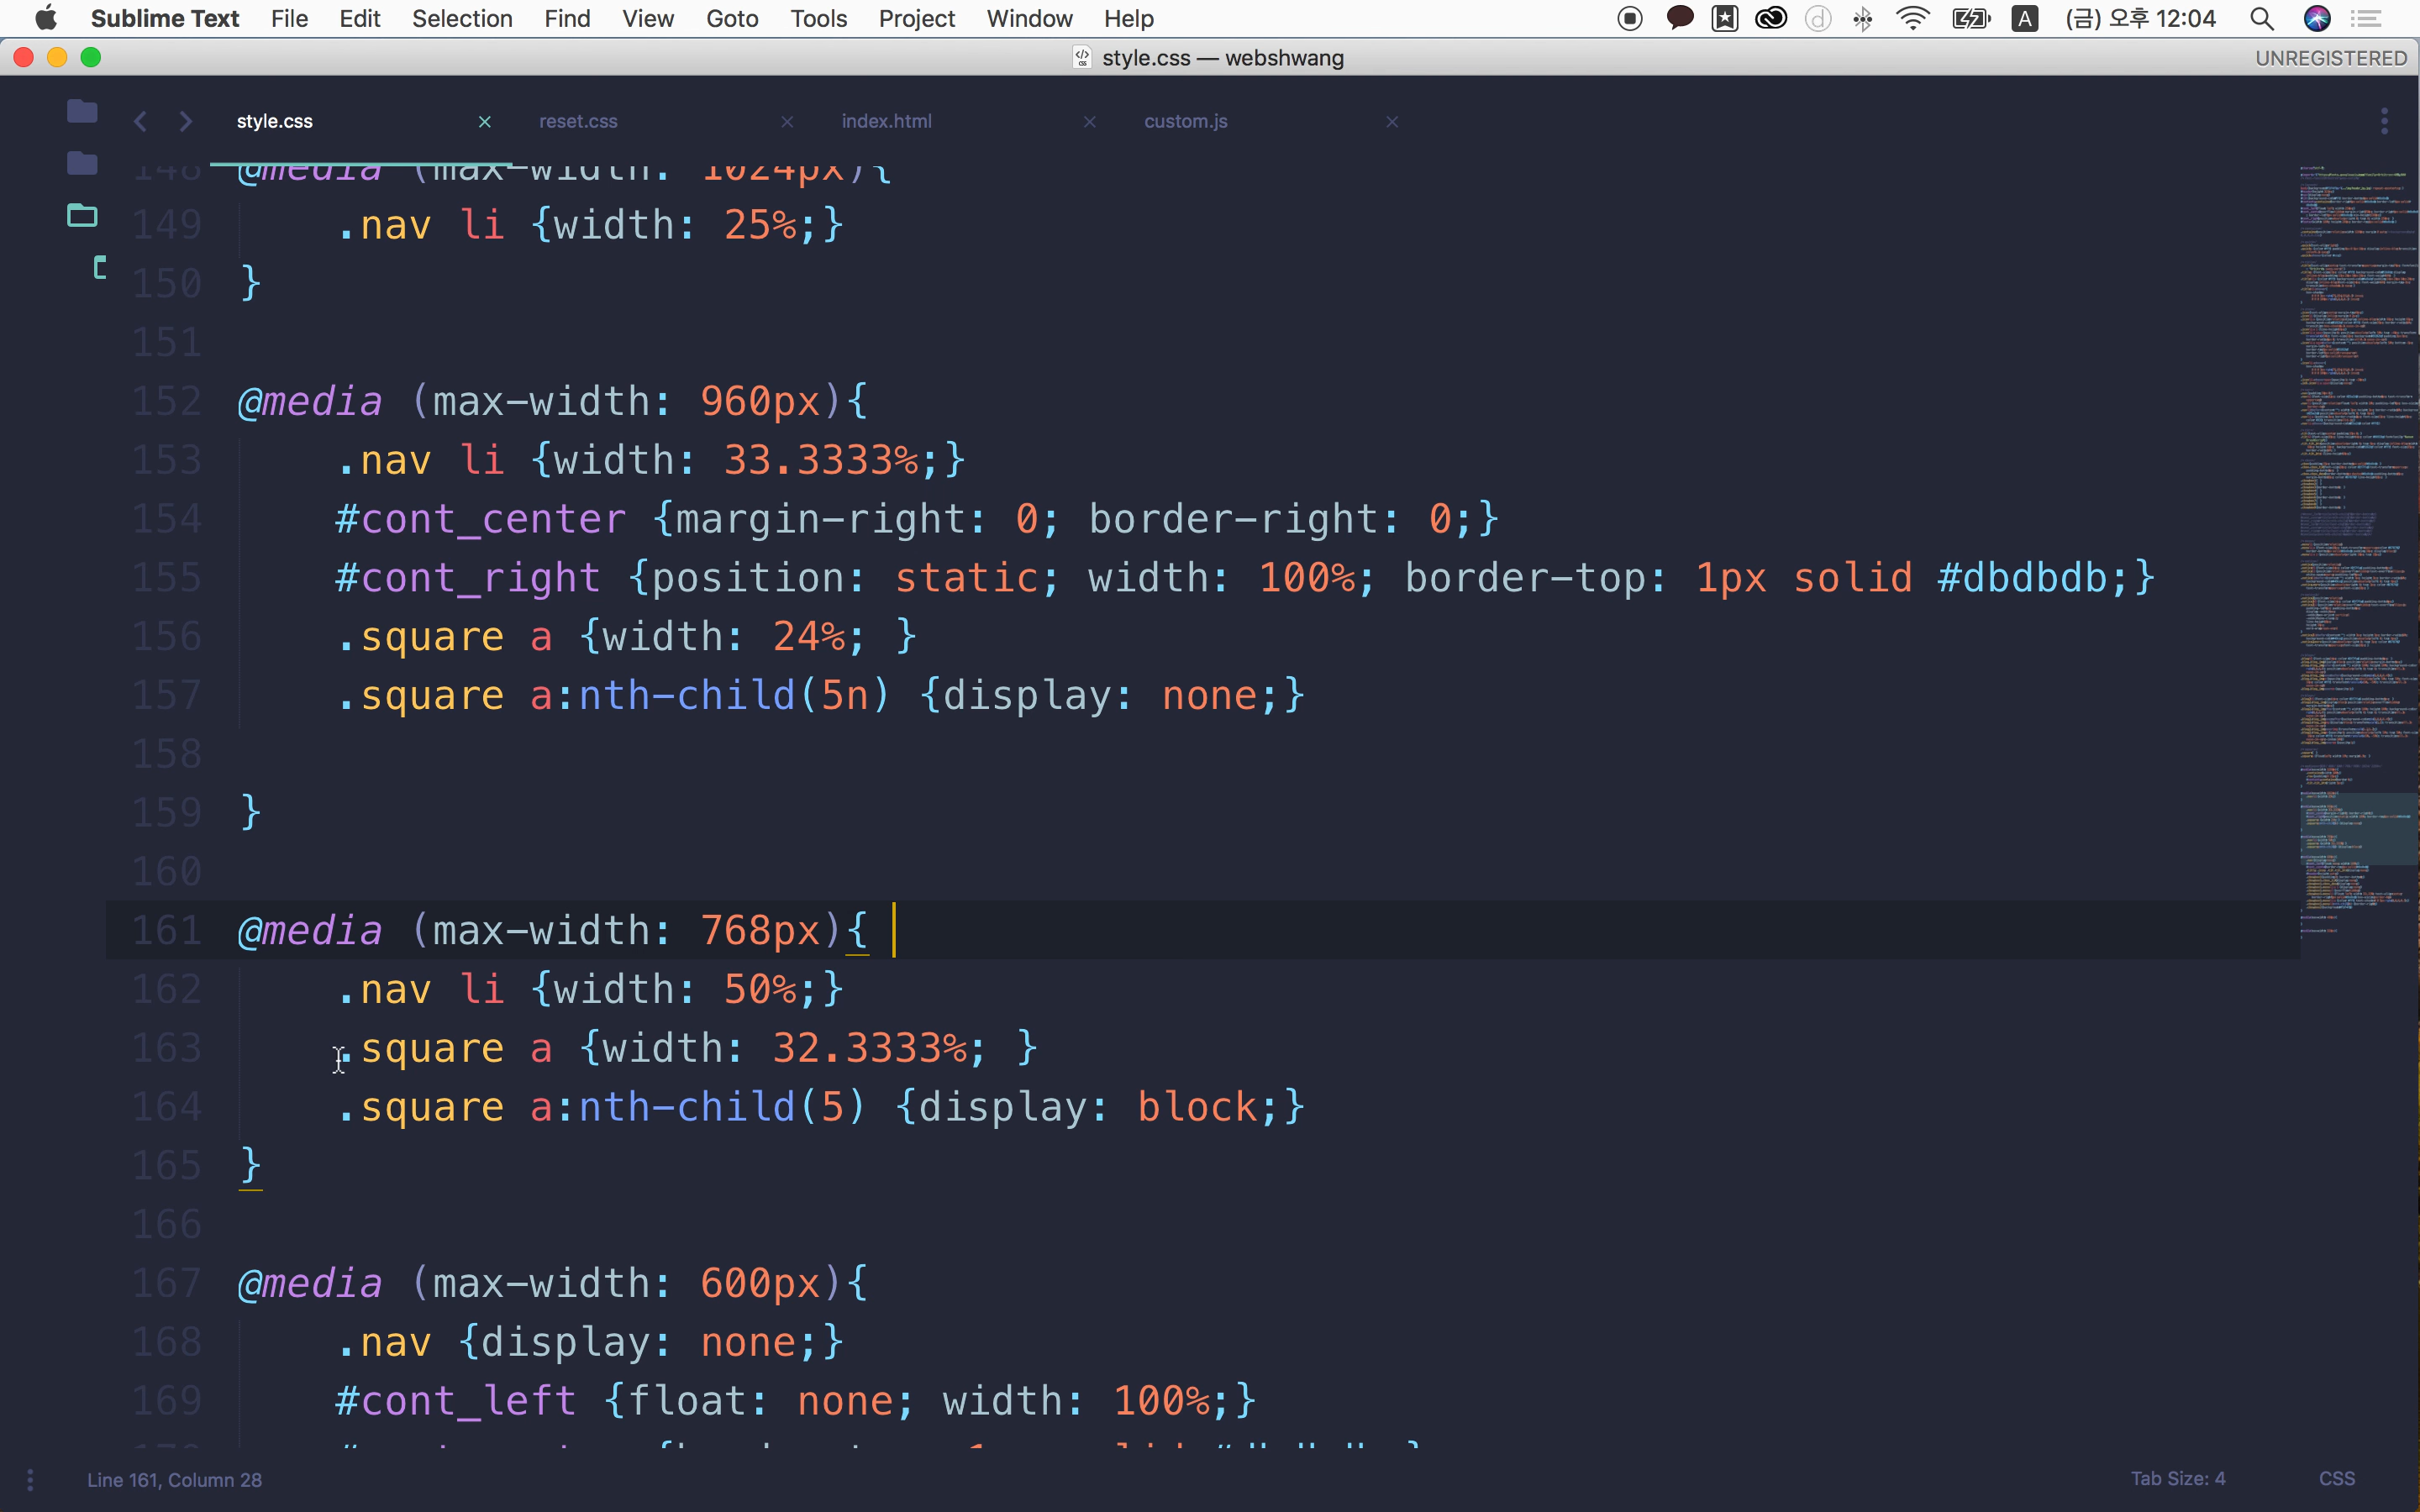 Sublime Text File Edit Selection Find View Goto Tools Project Window Help A (금) 오후 12:04
style.css — webshwang UNREGISTERED
style.css reset.css index.html custom.js
148 @media (max-width: 1024px){
149 .nav li {width: 25%;}
150 }
151
152 @media (max-width: 960px){
153 .nav li {width: 33.3333%;}
154 #cont_center {margin-right: 0; border-right: 0;}
155 #cont_right {position: static; width: 100%; border-top: 1px solid #dbdbdb;}
156 .square a {width: 24%; }
157 .square a:nth-child(5n) {display: none;}
158
159 }
160
161 @media (max-width: 768px){
162 .nav li {width: 50%;}
163 .square a {width: 32.3333%; }
164 .square a:nth-child(5) {display: block;}
165 }
166
167 @media (max-width: 600px){
168 .nav {display: none;}
169 #cont_left {float: none; width: 100%;}
Line 161, Column 28 Tab Size: 4 CSS